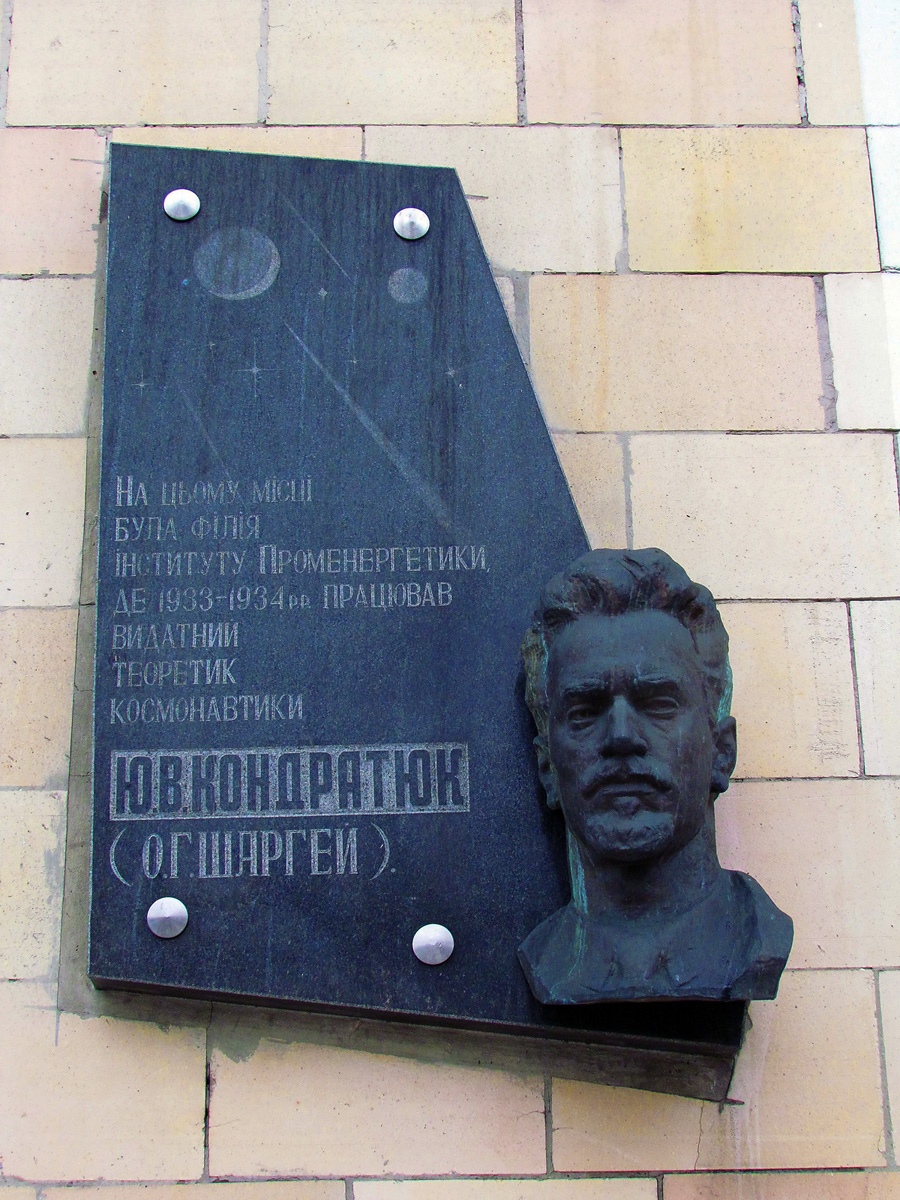 На цьому місці
була філія
інституту Променергетики,
де 1933-1934 рр. працював
видатний
теоретик
космонавтики
Ю.В.КОНДРАТЮК
(О.Г.ШАРГЕЙ).